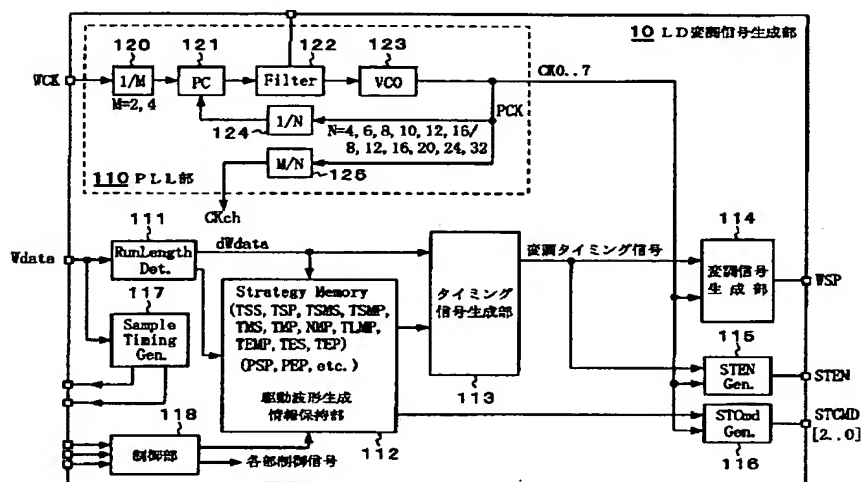 10 LD変調信号生成部
120 121 122 123
WCK 1/M PC Filter VCO CK0..7
M=2, 4
PCK
124 1/N N=4, 6, 8, 10, 12, 16/
8, 12, 16, 20, 24, 32
M/N
125
110 PLL部
CKch
111 114
Wdata RunLength
Det.
dWdata
変調タイミング信号
変調信号
生成部
WSP
117
Sample
Timing
Gen.
Strategy Memory
(TSS, TSP, TSMS, TSMP,
TMS, TMP, NMP, TLMP,
TEMP, TES, TEP)
(PSP, PEP, etc.)
駆動波形生成
情報保持部
112
タイミング
信号生成部
113
115
STEN
Gen.
STEN
STCmd
Gen.
STCMD
[2..0]
116
118
制御部
各部制御信号